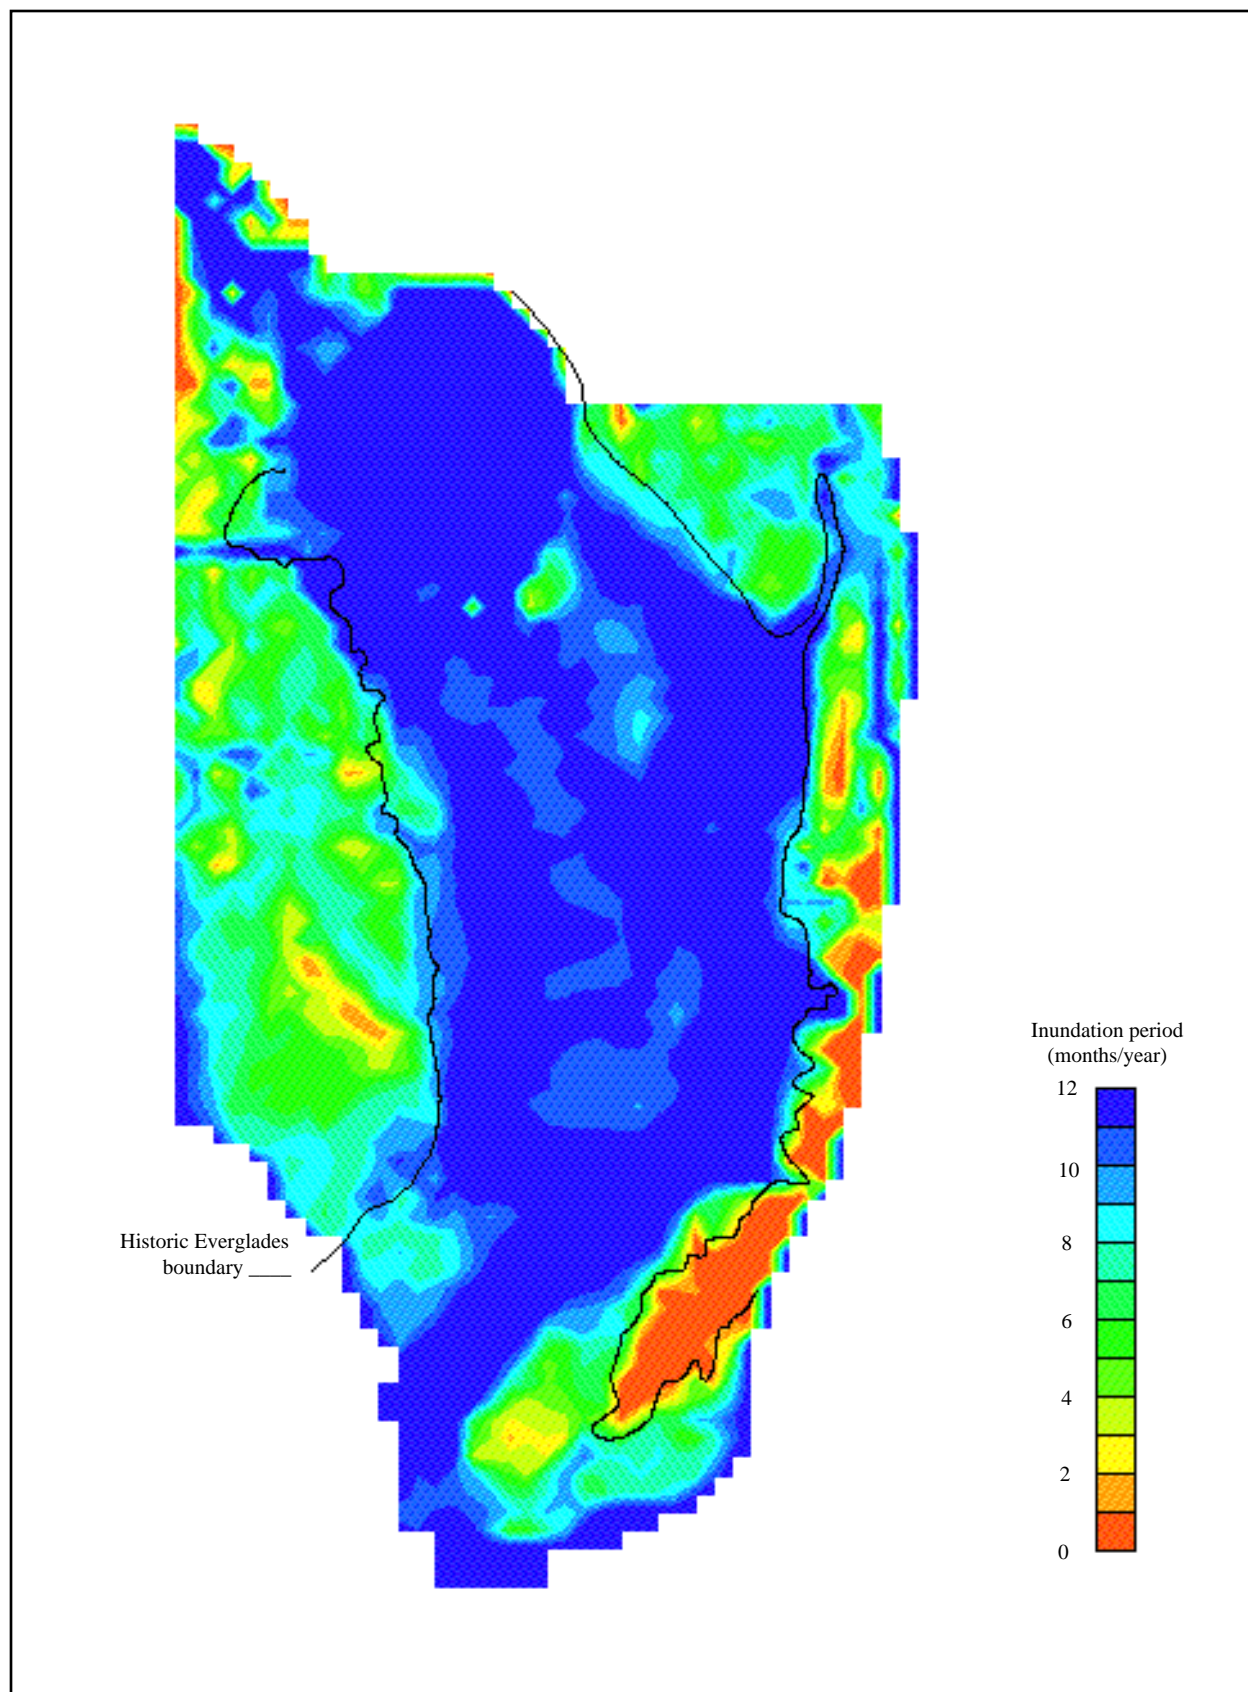 Inundation period
(months/year)
12
10
8
6
4
2
0
Historic Everglades
boundary ____